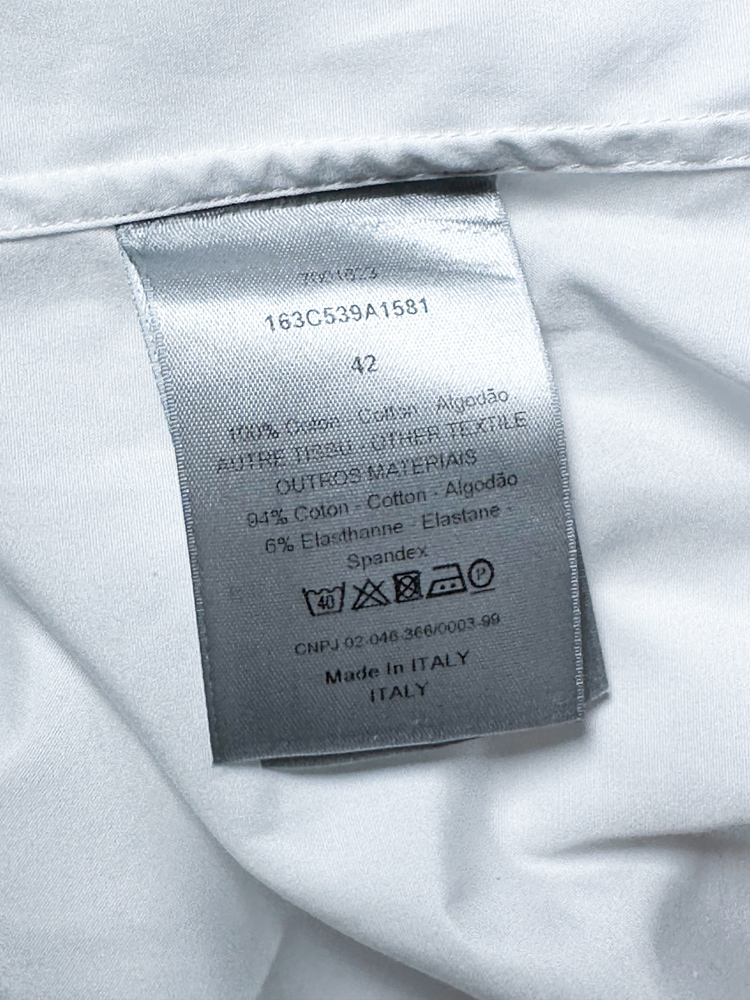 7001623
163C539A1581
42
100% Coton - Cotton - Algodão
AUTRE TISSU - OTHER TEXTILE
OUTROS MATERIAIS
94% Coton - Cotton - Algodão
6% Elasthanne - Elastane -
Spandex
40 P
CNPJ 02-046-366/0003-99
Made In ITALY
ITALY